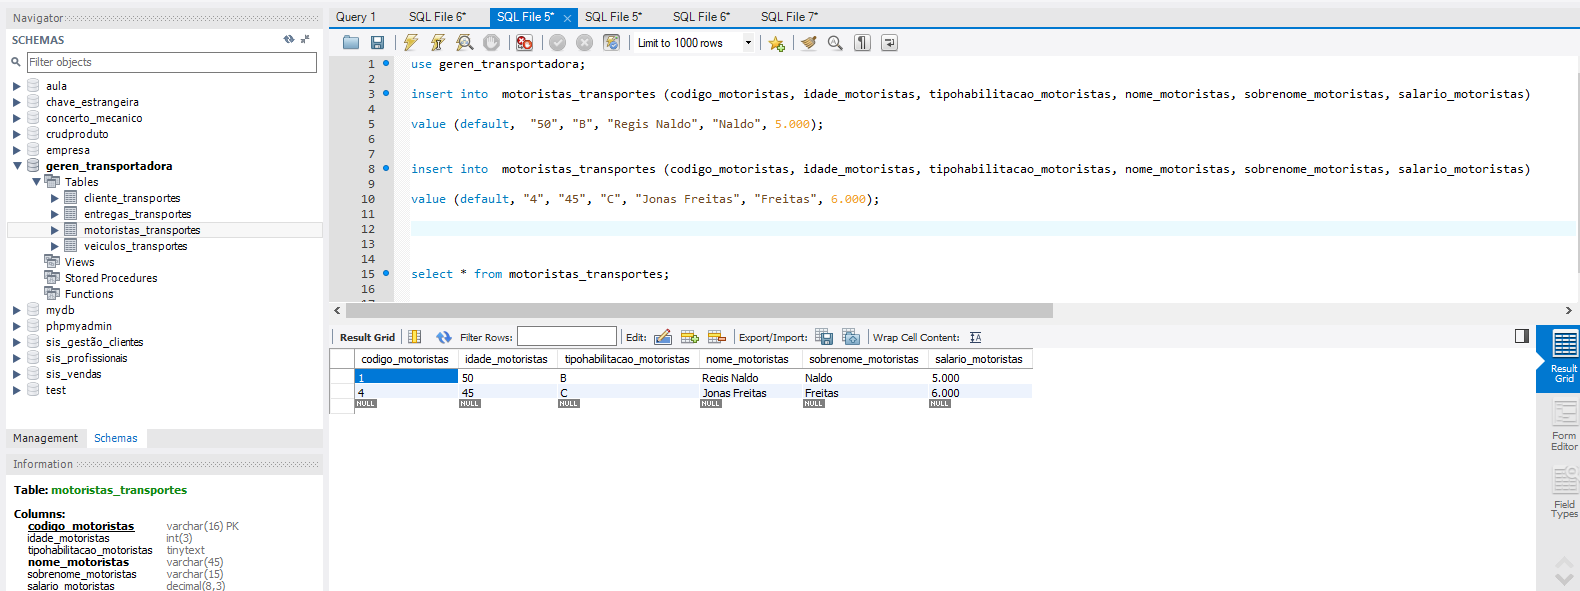 Navigator
SCHEMAS
Filter objects
aula
chave_estrangeira
concerto_mecanico
crudproduto
empresa
geren_transportadora
Tables
cliente_transportes
entregas_transportes
motoristas_transportes
veiculos_transportes
Views
Stored Procedures
Functions
mydb
phpmyadmin
sis_gestão_clientes
sis_profissionais
sis_vendas
test
Management Schemas
Information
Table: motoristas_transportes
Columns:
codigo_motoristas varchar(16) PK
idade_motoristas int(3)
tipohabilitacao_motoristas tinytext
nome_motoristas varchar(45)
sobrenome_motoristas varchar(15)
salario_motoristas decimal(8,3)
Query 1 SQL File 6* SQL File 5* SQL File 5* SQL File 6* SQL File 7*
Limit to 1000 rows
1 use geren_transportadora;
2
3 insert into motoristas_transportes (codigo_motoristas, idade_motoristas, tipohabilitacao_motoristas, nome_motoristas, sobrenome_motoristas, salario_motoristas)
4
5 value (default, "50", "B", "Regis Naldo", "Naldo", 5.000);
6
7
8 insert into motoristas_transportes (codigo_motoristas, idade_motoristas, tipohabilitacao_motoristas, nome_motoristas, sobrenome_motoristas, salario_motoristas)
9
10 value (default, "4", "45", "C", "Jonas Freitas", "Freitas", 6.000);
11
12
13
14
15 select * from motoristas_transportes;
16
17
Result Grid Filter Rows: Edit: Export/Import: Wrap Cell Content:
codigo_motoristas idade_motoristas tipohabilitacao_motoristas nome_motoristas sobrenome_motoristas salario_motoristas
1 50 B Regis Naldo Naldo 5.000
4 45 C Jonas Freitas Freitas 6.000
NULL NULL NULL NULL NULL NULL
Result
Grid
Form
Editor
Field
Types